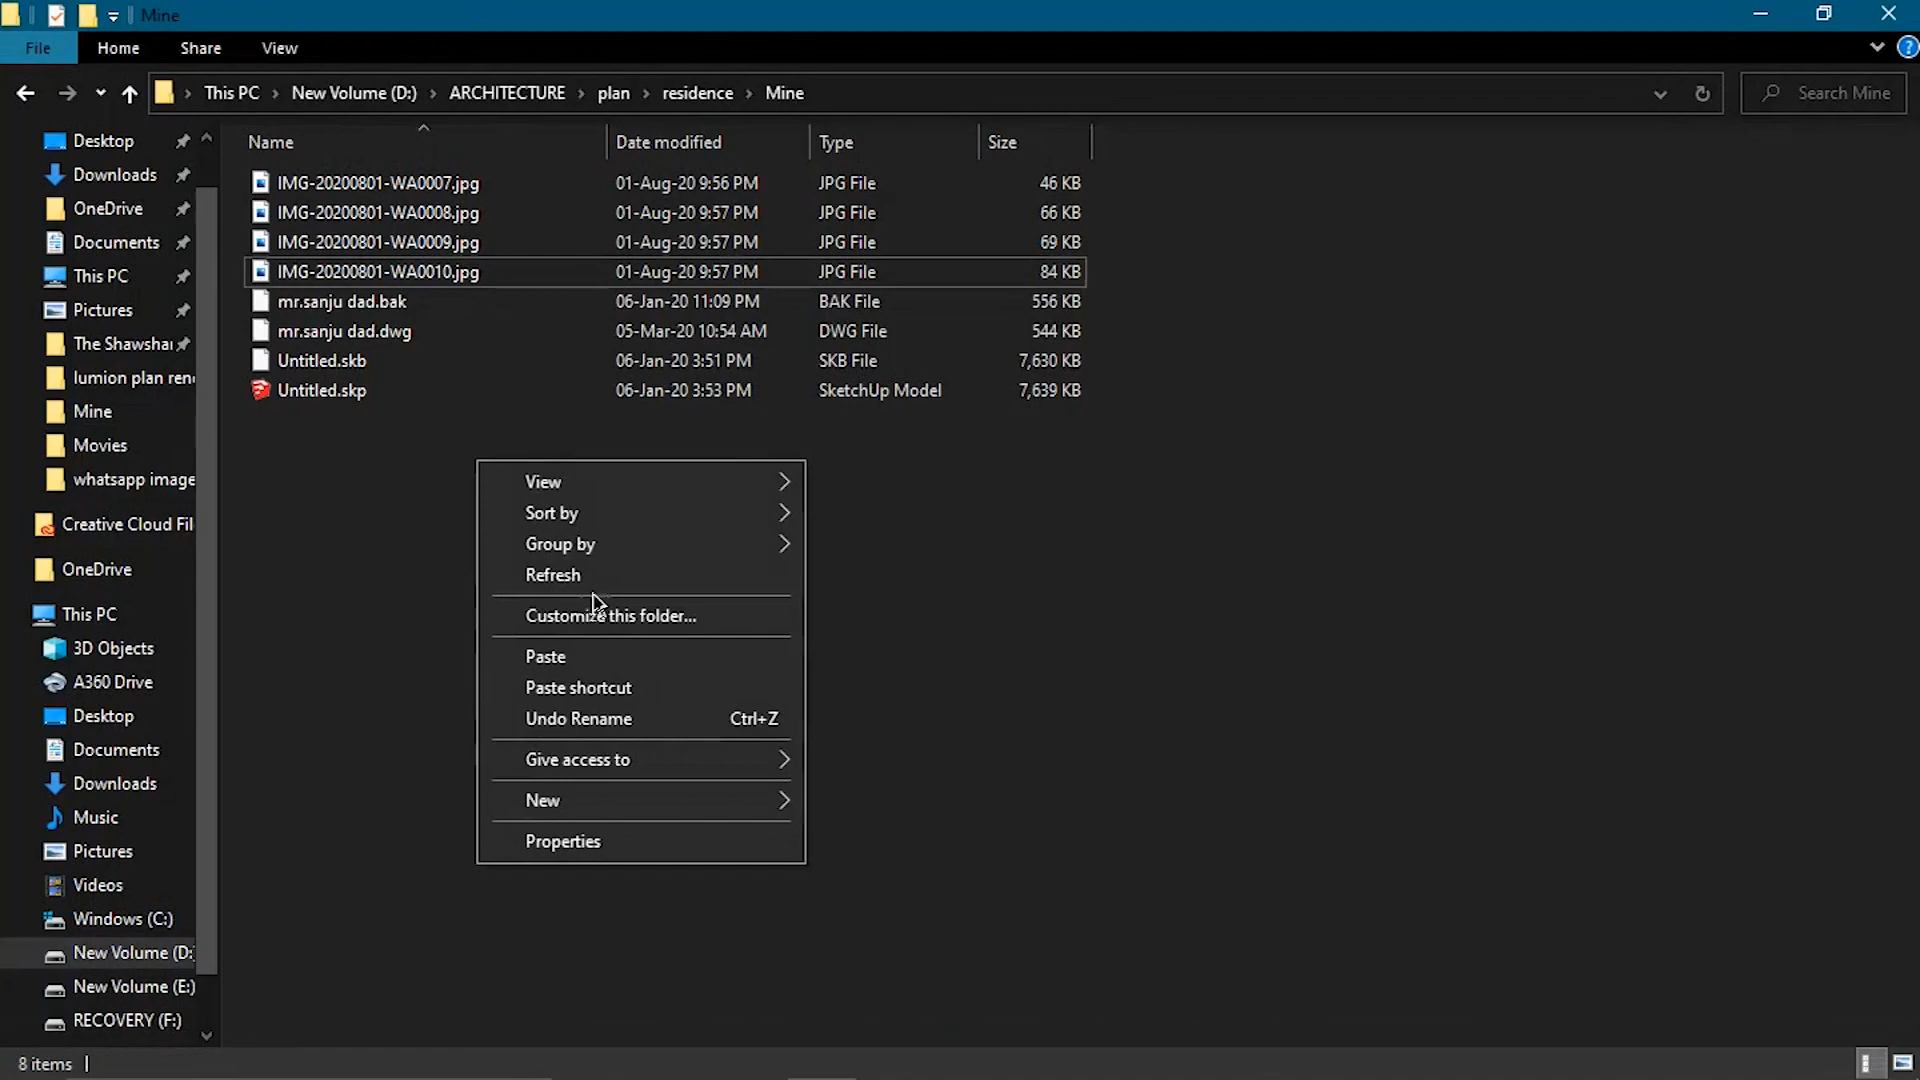 Mine
File Home Share View
This PC New Volume (D:) ARCHITECTURE plan residence Mine
Search Mine
Name Date modified Type Size
IMG-20200801-WA0007.jpg 01-Aug-20 9:56 PM JPG File 46 KB
IMG-20200801-WA0008.jpg 01-Aug-20 9:57 PM JPG File 66 KB
IMG-20200801-WA0009.jpg 01-Aug-20 9:57 PM JPG File 69 KB
IMG-20200801-WA0010.jpg 01-Aug-20 9:57 PM JPG File 84 KB
mr.sanju dad.bak 06-Jan-20 11:09 PM BAK File 556 KB
mr.sanju dad.dwg 05-Mar-20 10:54 AM DWG File 544 KB
Untitled.skb 06-Jan-20 3:51 PM SKB File 7,630 KB
Untitled.skp 06-Jan-20 3:53 PM SketchUp Model 7,639 KB
Desktop
Downloads
OneDrive
Documents
This PC
Pictures
The Shawshar
lumion plan ren
Mine
Movies
whatsapp image
Creative Cloud Fil
OneDrive
This PC
3D Objects
A360 Drive
Desktop
Documents
Downloads
Music
Pictures
Videos
Windows (C:)
New Volume (D:)
New Volume (E:)
RECOVERY (F:)
View
Sort by
Group by
Refresh
Customize this folder...
Paste
Paste shortcut
Undo Rename Ctrl+Z
Give access to
New
Properties
8 items